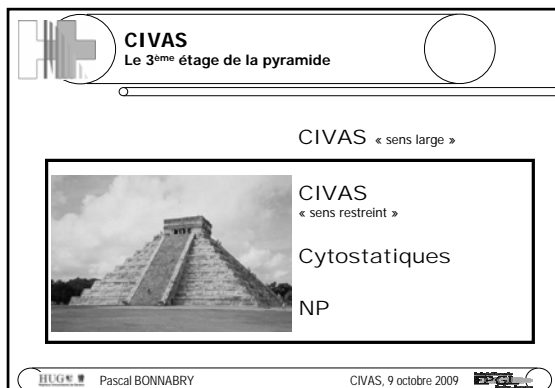 CIVAS
Le 3ème étage de la pyramide
CIVAS « sens large »
CIVAS
« sens restreint »
Cytostatiques
NP
HUG
Pascal BONNABRY
CIVAS, 9 octobre 2009
EPGL